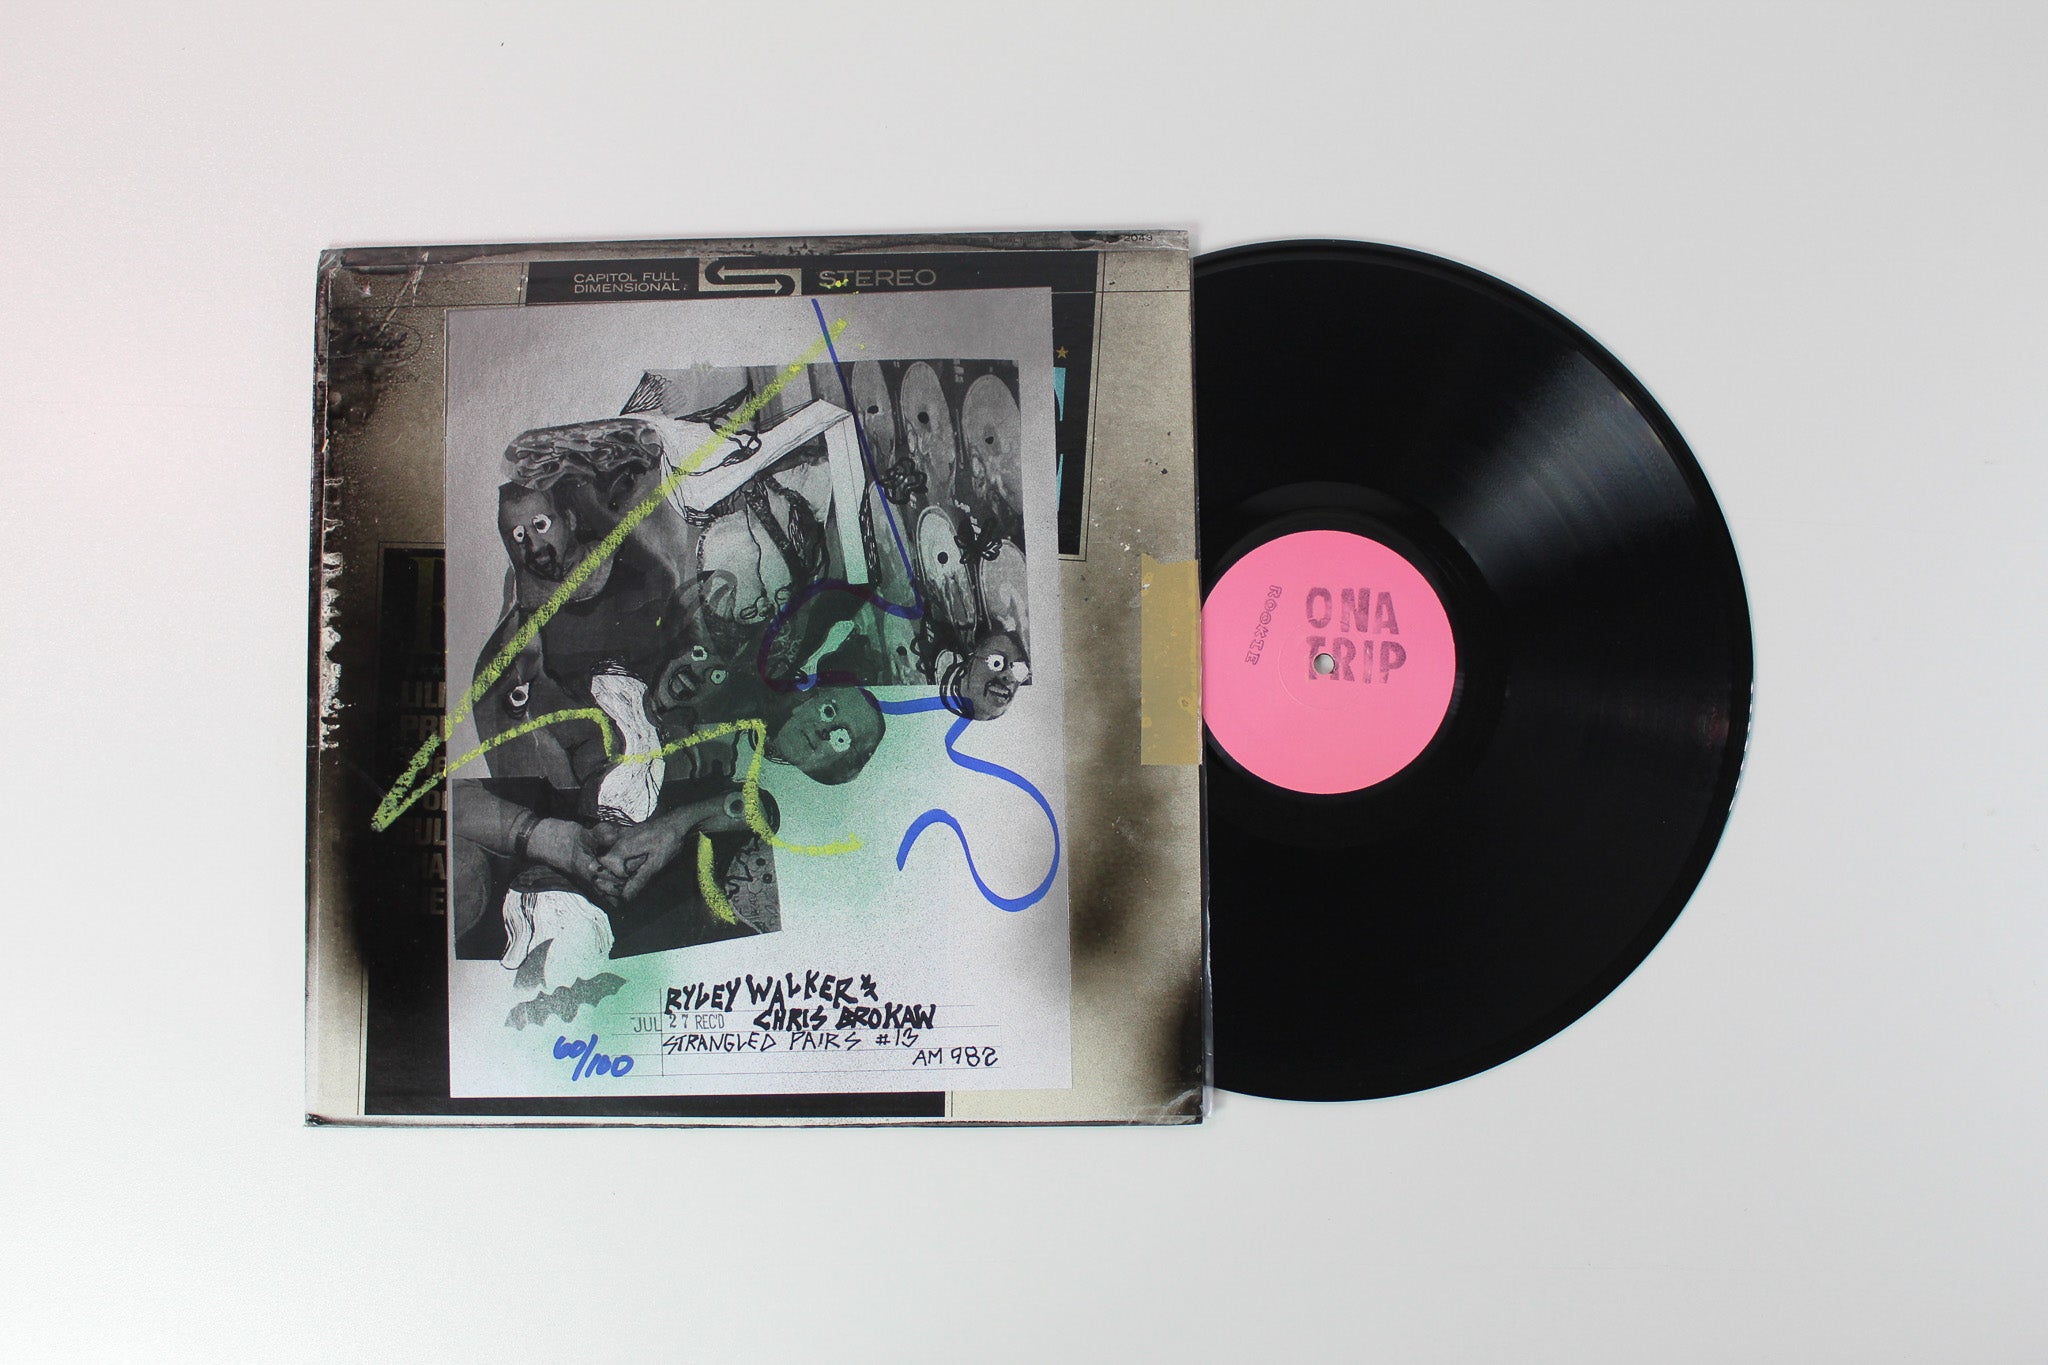 2043
CAPITOL FULL
DIMENSIONAL
STEREO
RYLEY WALKER &
CHRIS BROKAW
JUL 27 REC'D
STRANGLED PAIRS #13
AM 982
60/100
ONA
TRIP
ROOKIE